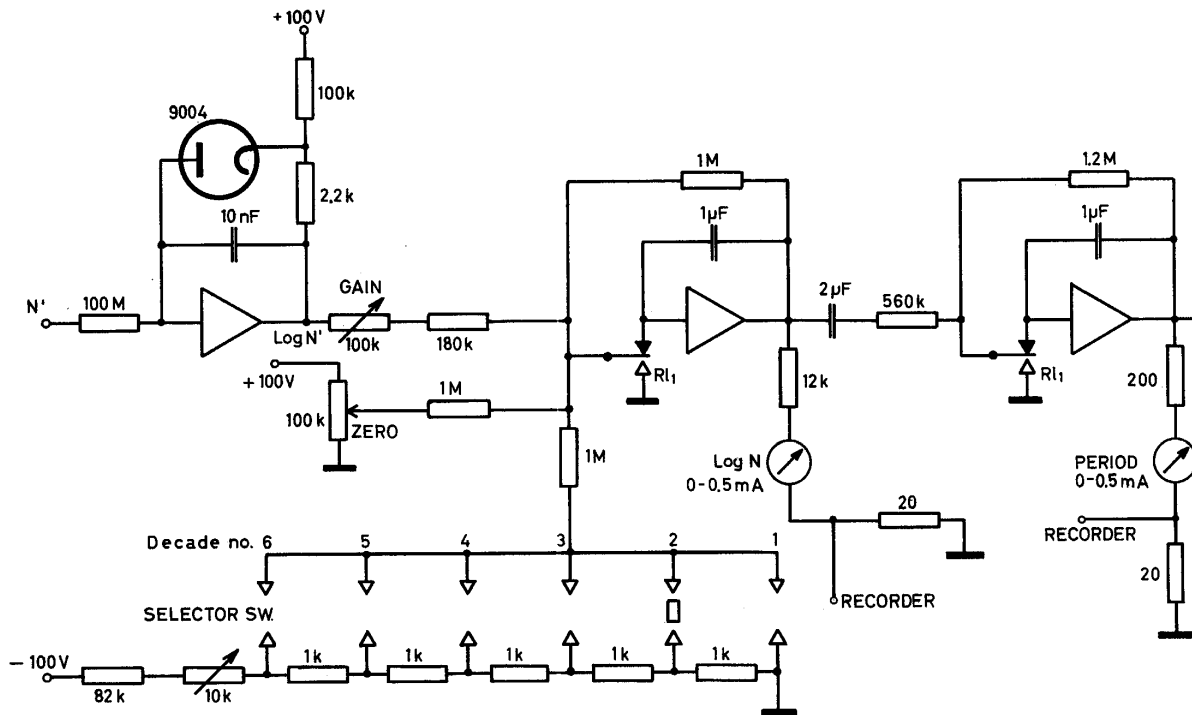 +100V
100k
9004
2,2k
10nF
1M
1.2M
1µF
1µF
N'
100M
GAIN
2µF
560k
Log N'
100k
180k
+100V
Rl1
12k
Rl1
200
1M
100k
ZERO
1M
Log N
0-0.5mA
PERIOD
0-0.5mA
20
RECORDER
Decade no. 6 5 4 3 2 1
20
RECORDER
SELECTOR SW.
-100V
1k 1k 1k 1k 1k
82k
10k